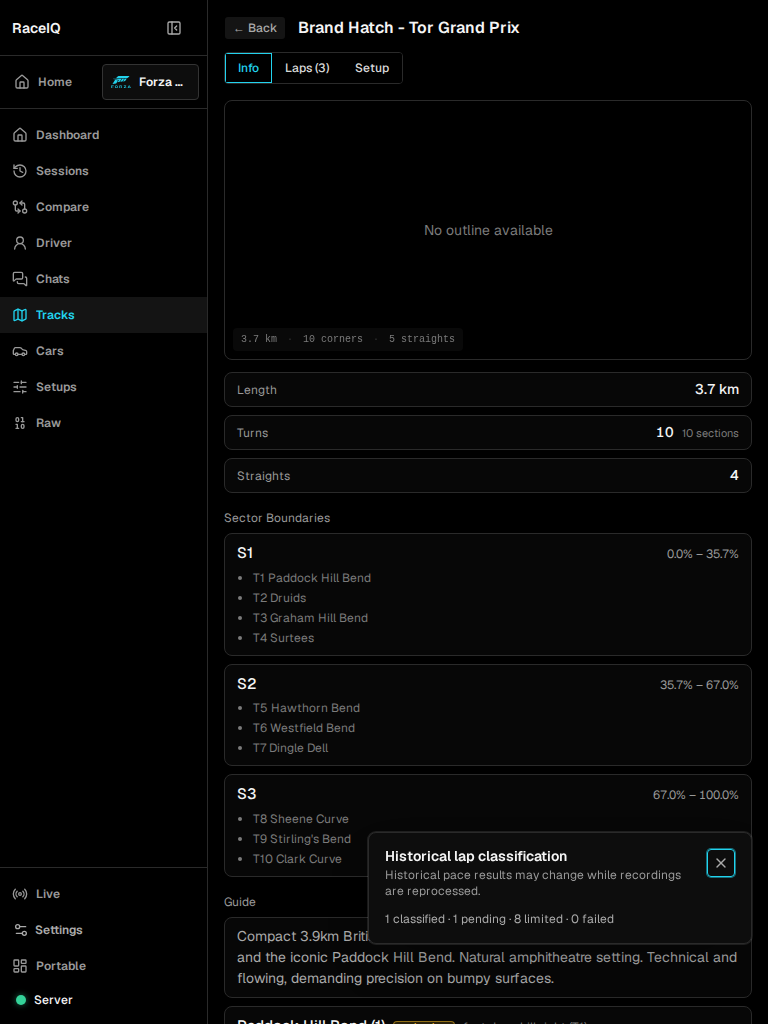 RaceIQ
← Back
Brand Hatch - Tor Grand Prix
Home
FORZA
Forza ...
Info
Laps (3)
Setup
Dashboard
Sessions
Compare
Driver
Chats
Tracks
Cars
Setups
Raw
No outline available
3.7 km · 10 corners · 5 straights
Length
3.7 km
Turns
10 10 sections
Straights
4
Sector Boundaries
S1
0.0% – 35.7%
• T1 Paddock Hill Bend
• T2 Druids
• T3 Graham Hill Bend
• T4 Surtees
S2
35.7% – 67.0%
• T5 Hawthorn Bend
• T6 Westfield Bend
• T7 Dingle Dell
S3
67.0% – 100.0%
• T8 Sheene Curve
• T9 Stirling's Bend
• T10 Clark Curve
Historical lap classification
Historical pace results may change while recordings
are reprocessed.
1 classified · 1 pending · 8 limited · 0 failed
Guide
Compact 3.9km Briti
and the iconic Paddock Hill Bend. Natural amphitheatre setting. Technical and
flowing, demanding precision on bumpy surfaces.
Paddock Hill Bend (1)
Live
Settings
Portable
Server